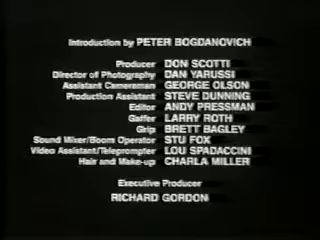 Introduction by PETER BOGDANOVICH
Producer DON SCOTTI
Director of Photography DAN YARUSSI
Assistant Cameraman GEORGE OLSON
Production Assistant STEVE DUNNING
Editor ANDY PRESSMAN
Gaffer LARRY ROTH
Grip BRETT BAGLEY
Sound Mixer/Boom Operator STU FOX
Video Assistant/Teleprompter LOU SPADACCINI
Hair and Make-up CHARLA MILLER
Executive Producer
RICHARD GORDON